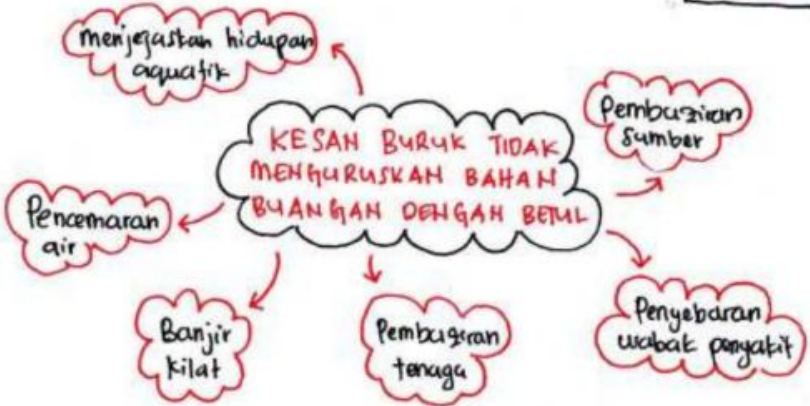 menjejaskan hidupan
aquatik
KESAN BURUK TIDAK
MENGURUSKAN BAHAN
BUANGAN DENGAN BETUL
Pembaziran
sumber
Pencemaran
air
Banjir
kilat
Pembaziran
tenaga
Penyebaran
wabak penyakit